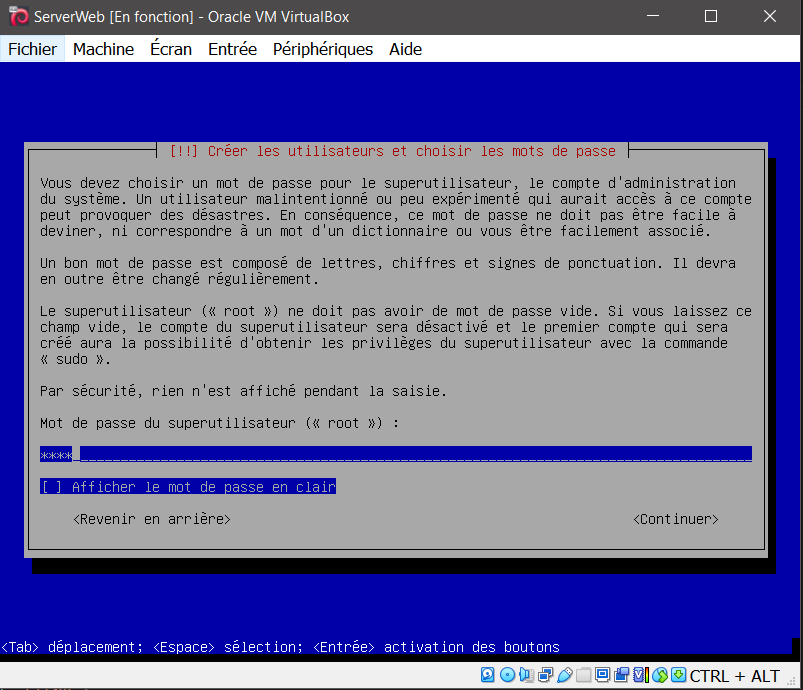 ServerWeb [En fonction] - Oracle VM VirtualBox
Fichier Machine Écran Entrée Périphériques Aide
[!!] Créer les utilisateurs et choisir les mots de passe
Vous devez choisir un mot de passe pour le superutilisateur, le compte d'administration
du système. Un utilisateur malintentionné ou peu expérimenté qui aurait accès à ce compte
peut provoquer des désastres. En conséquence, ce mot de passe ne doit pas être facile à
deviner, ni correspondre à un mot d'un dictionnaire ou vous être facilement associé.
Un bon mot de passe est composé de lettres, chiffres et signes de ponctuation. Il devra
en outre être changé régulièrement.
Le superutilisateur (« root ») ne doit pas avoir de mot de passe vide. Si vous laissez ce
champ vide, le compte du superutilisateur sera désactivé et le premier compte qui sera
créé aura la possibilité d'obtenir les privilèges du superutilisateur avec la commande
« sudo ».
Par sécurité, rien n'est affiché pendant la saisie.
Mot de passe du superutilisateur (« root ») :
****
[ ] Afficher le mot de passe en clair
<Revenir en arrière> <Continuer>
<Tab> déplacement; <Espace> sélection; <Entrée> activation des boutons
CTRL + ALT